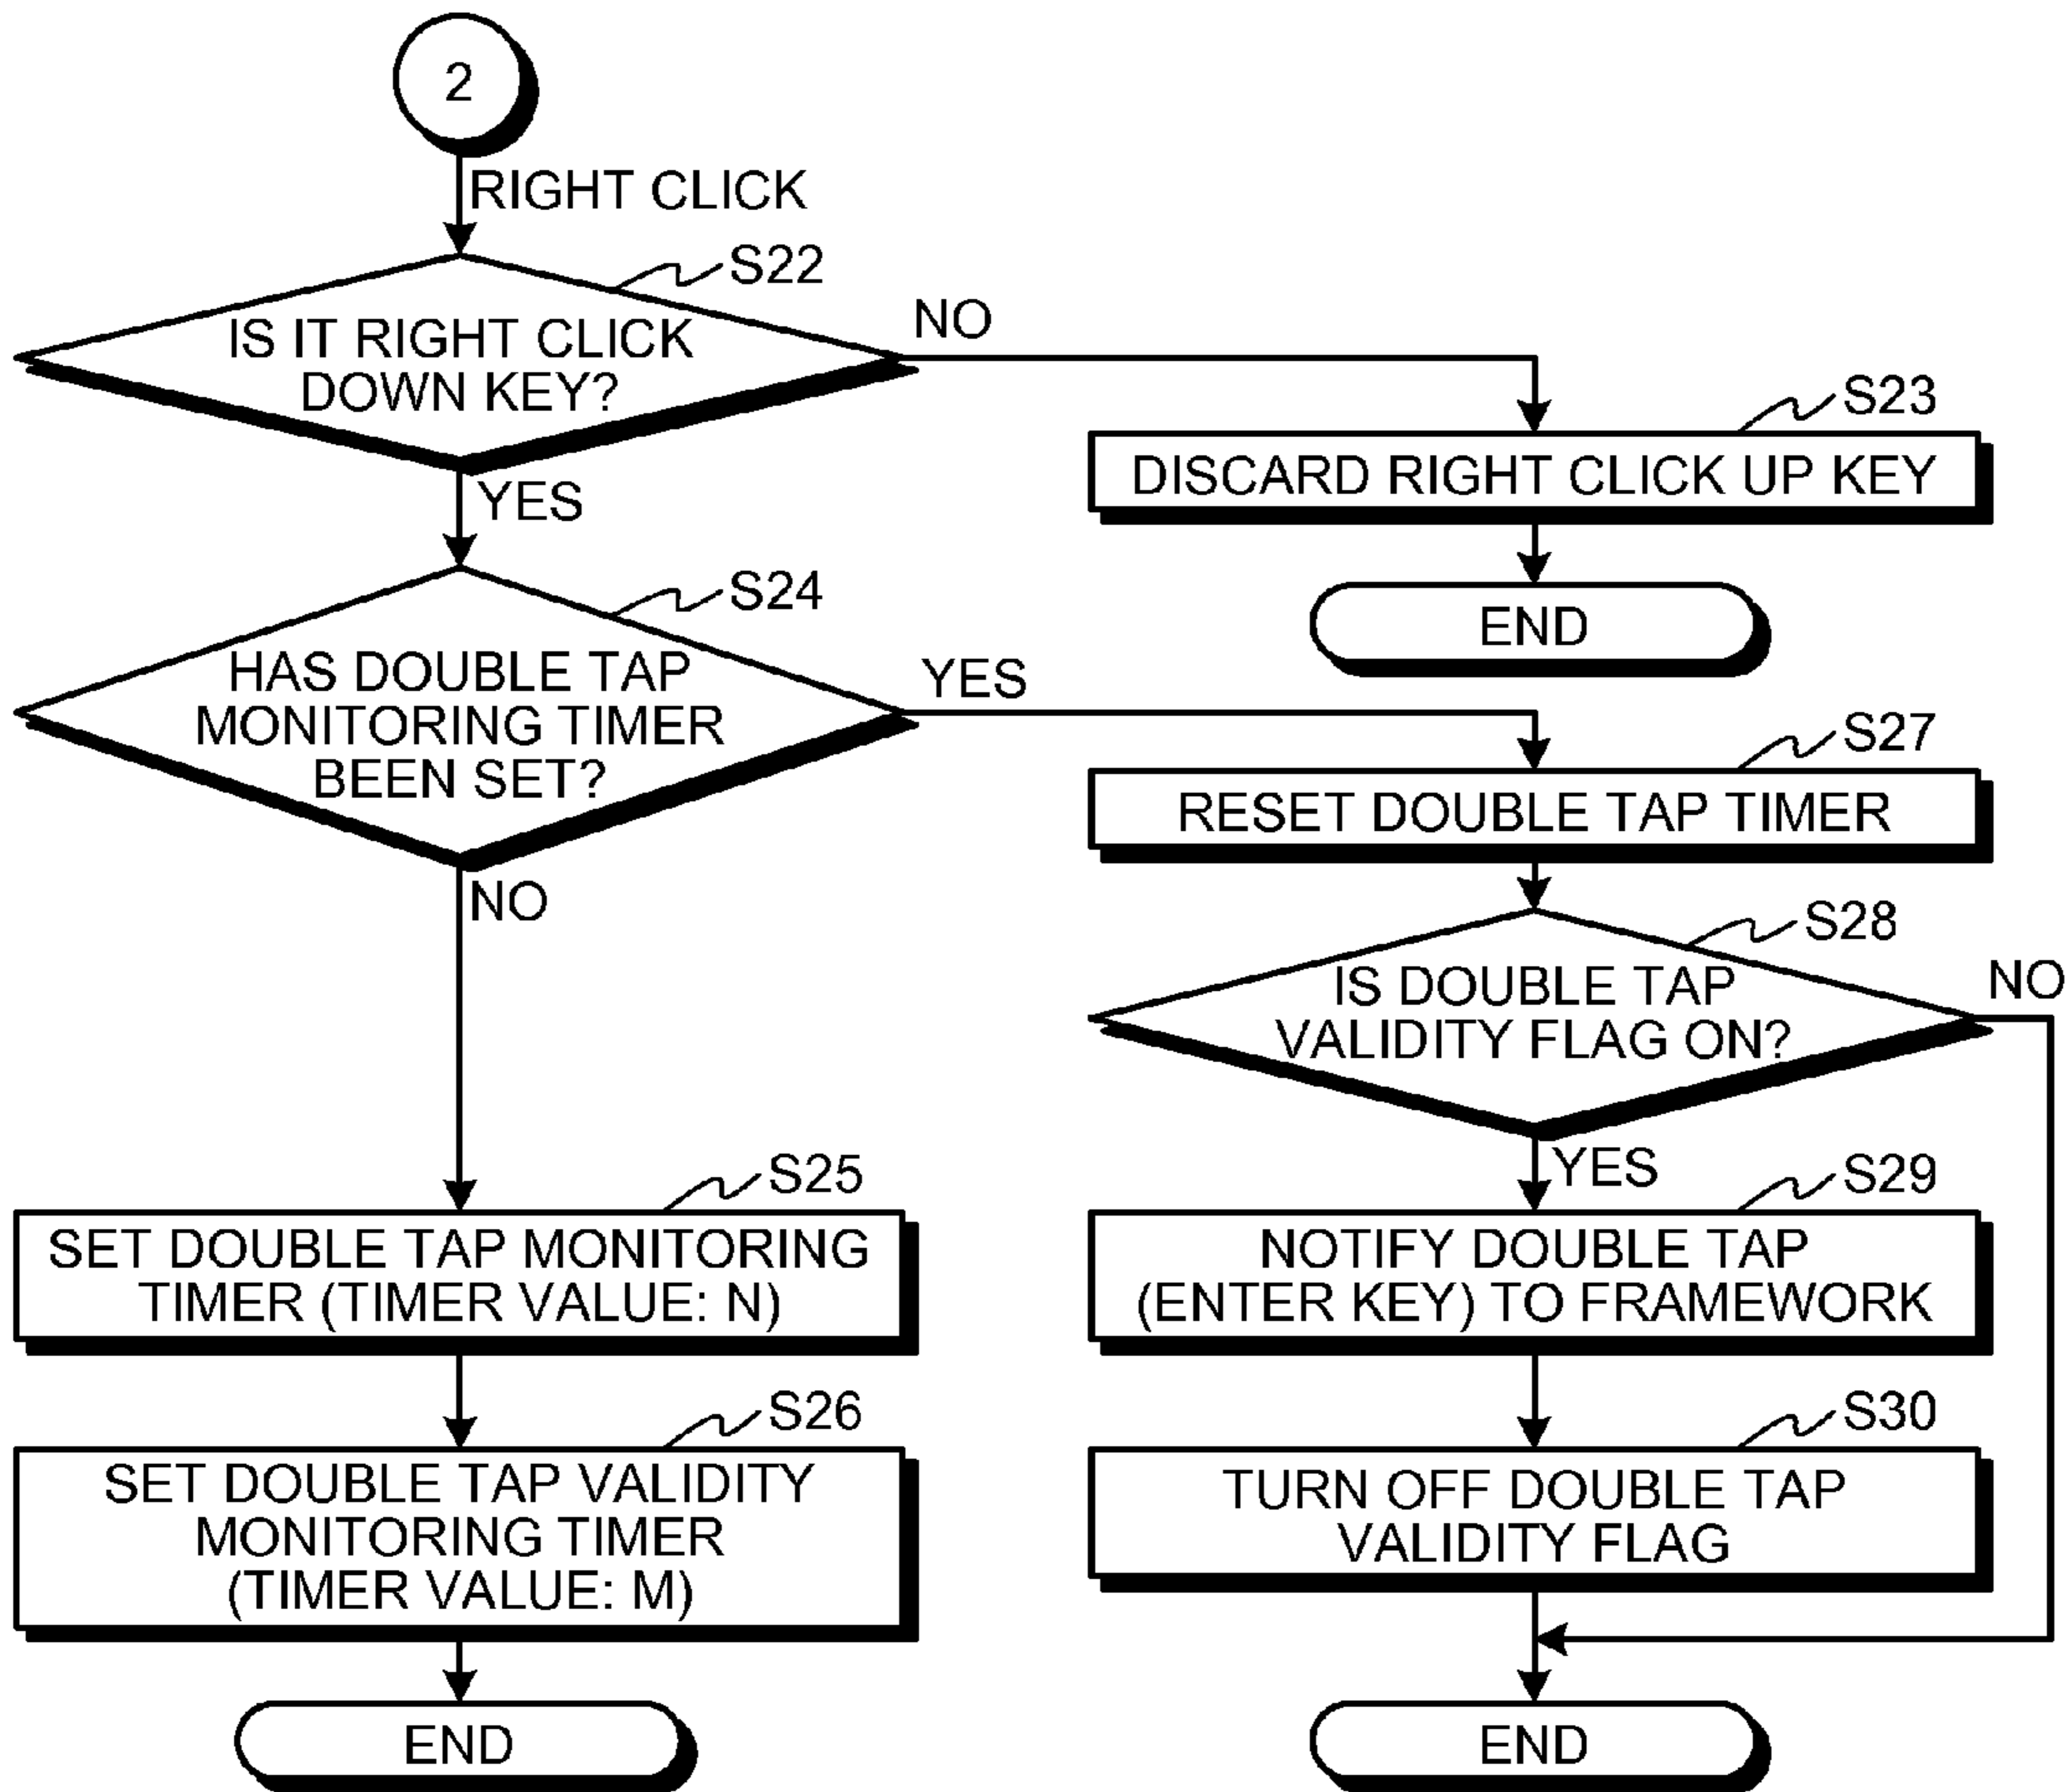 2
RIGHT CLICK
S22
IS IT RIGHT CLICK
DOWN KEY?
NO
S23
DISCARD RIGHT CLICK UP KEY
END
YES
S24
HAS DOUBLE TAP
MONITORING TIMER
BEEN SET?
YES
S27
RESET DOUBLE TAP TIMER
NO
S28
IS DOUBLE TAP
VALIDITY FLAG ON?
NO
YES
S25
SET DOUBLE TAP MONITORING
TIMER (TIMER VALUE: N)
S29
NOTIFY DOUBLE TAP
(ENTER KEY) TO FRAMEWORK
S26
SET DOUBLE TAP VALIDITY
MONITORING TIMER
(TIMER VALUE: M)
S30
TURN OFF DOUBLE TAP
VALIDITY FLAG
END
END